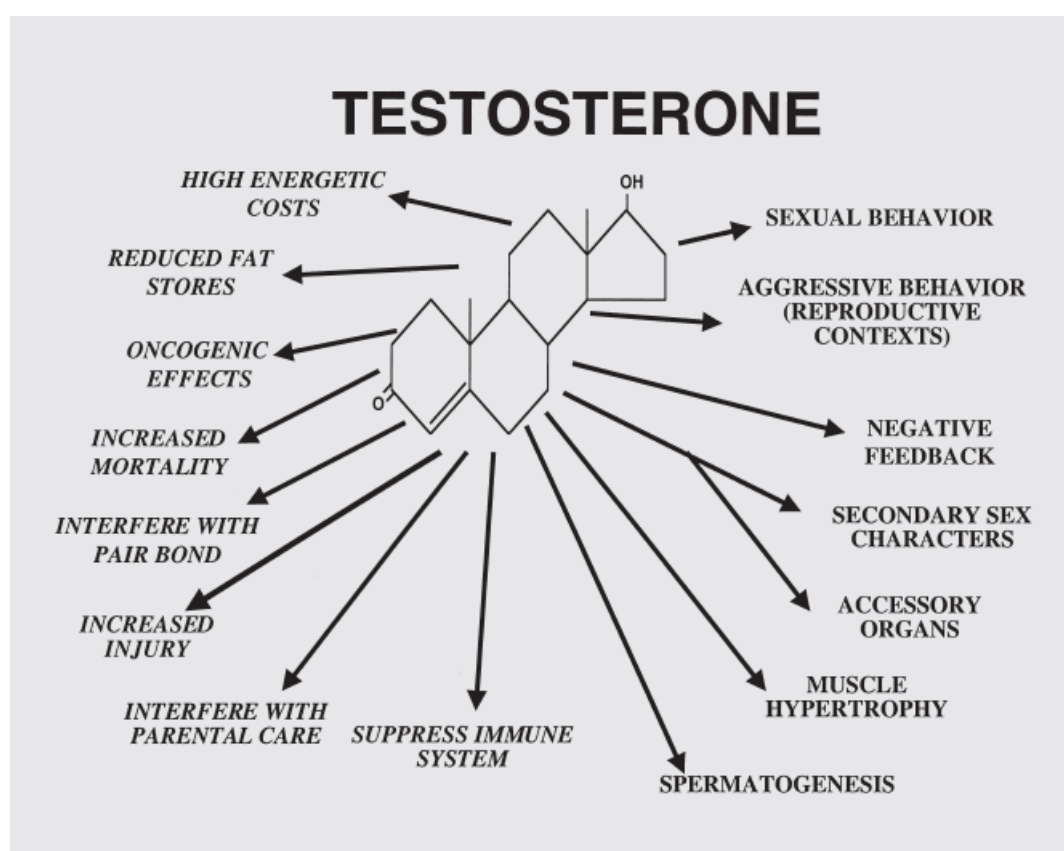 TESTOSTERONE
HIGH ENERGETIC
COSTS
REDUCED FAT
STORES
ONCOGENIC
EFFECTS
INCREASED
MORTALITY
INTERFERE WITH
PAIR BOND
INCREASED
INJURY
INTERFERE WITH
PARENTAL CARE
SUPPRESS IMMUNE
SYSTEM
OH
O
SEXUAL BEHAVIOR
AGGRESSIVE BEHAVIOR
(REPRODUCTIVE
CONTEXTS)
NEGATIVE
FEEDBACK
SECONDARY SEX
CHARACTERS
ACCESSORY
ORGANS
MUSCLE
HYPERTROPHY
SPERMATOGENESIS